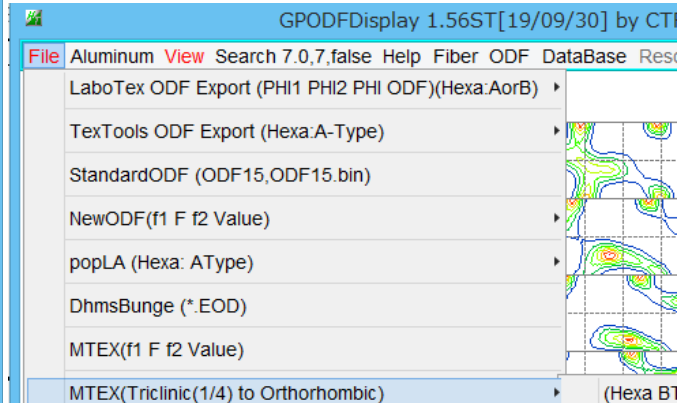 GPODFDisplay 1.56ST[19/09/30] by CTR
File Aluminum View Search 7.0,7,false Help Fiber ODF DataBase Reso
LaboTex ODF Export (PHI1 PHI2 PHI ODF)(Hexa:AorB)
TexTools ODF Export (Hexa:A-Type)
StandardODF (ODF15,ODF15.bin)
NewODF(f1 F f2 Value)
popLA (Hexa: AType)
DhmsBunge (*.EOD)
MTEX(f1 F f2 Value)
MTEX(Triclinic(1/4) to Orthorhombic)
(Hexa BT